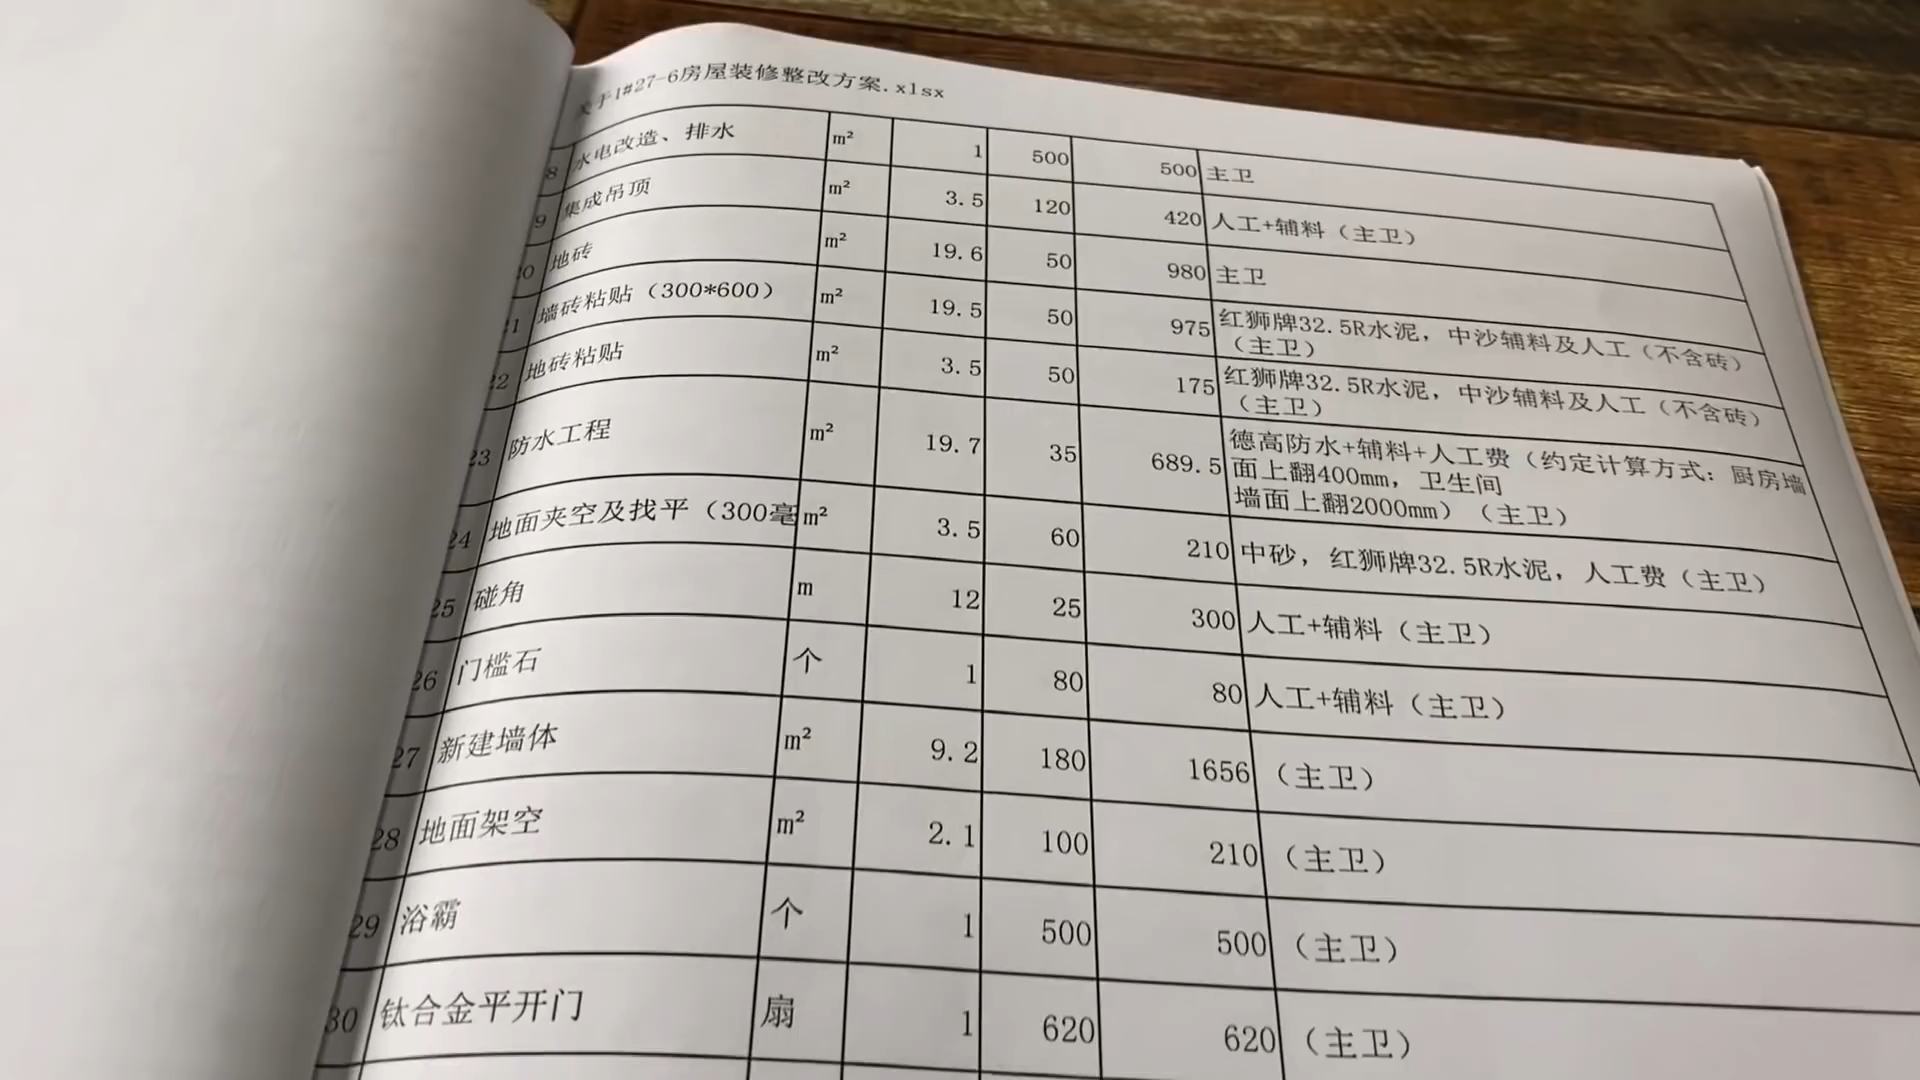 关于1#27-6房屋装修整改方案.xlsx
8 水电改造、排水 m² 1 500 500 主卫
9 集成吊顶 m² 3.5 120 420 人工+辅料（主卫）
0 地砖 m² 19.6 50 980 主卫
21 墙砖粘贴（300*600） m² 19.5 50 975 红狮牌32.5R水泥，中沙辅料及人工（不含砖）
（主卫）
22 地砖粘贴 m² 3.5 50 175 红狮牌32.5R水泥，中沙辅料及人工（不含砖）
（主卫）
23 防水工程 m² 19.7 35 689.5 德高防水+辅料+人工费（约定计算方式：厨房墙
面上翻400mm，卫生间
墙面上翻2000mm）（主卫）
24 地面夹空及找平（300毫 m² 3.5 60 210 中砂，红狮牌32.5R水泥，人工费（主卫）
25 碰角 m 12 25 300 人工+辅料（主卫）
26 门槛石 个 1 80 80 人工+辅料（主卫）
27 新建墙体 m² 9.2 180 1656 （主卫）
28 地面架空 m² 2.1 100 210 （主卫）
29 浴霸 个 1 500 500 （主卫）
30 钛合金平开门 扇 1 620 620 （主卫）